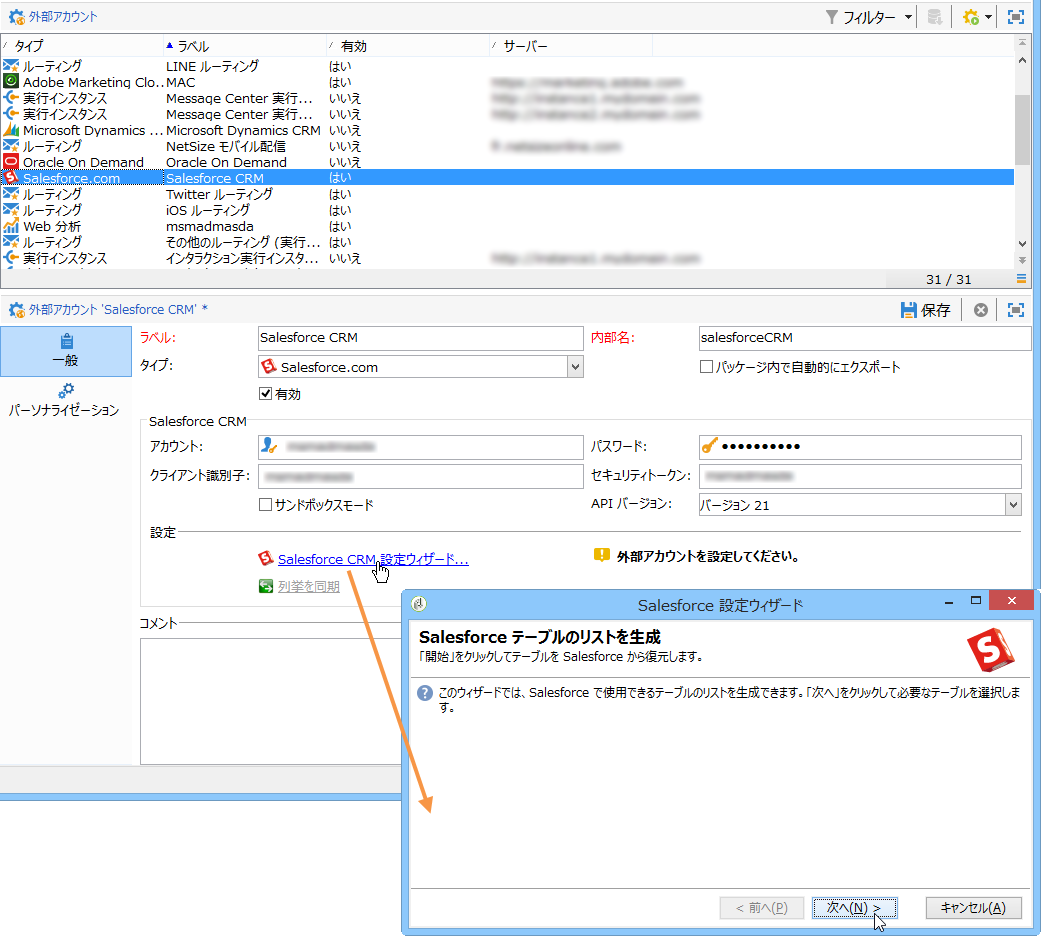 外部アカウント
フィルター
タイプ ラベル 有効 サーバー
ルーティング LINE ルーティング はい
Adobe Marketing Clo... MAC はい
実行インスタンス Message Center 実行... いいえ
実行インスタンス Message Center 実行... いいえ
Microsoft Dynamics ... Microsoft Dynamics CRM いいえ
ルーティング NetSize モバイル配信 いいえ
Oracle On Demand Oracle On Demand いいえ
Salesforce.com Salesforce CRM はい
ルーティング Twitter ルーティング はい
ルーティング iOS ルーティング はい
Web 分析 msmadmasda はい
ルーティング その他のルーティング (実行... はい
実行インスタンス インタラクション実行インスタ... いいえ
31 / 31
外部アカウント 'Salesforce CRM' *
保存
一般
パーソナライゼーション
ラベル: Salesforce CRM 内部名: salesforceCRM
タイプ: Salesforce.com パッケージ内で自動的にエクスポート
有効
Salesforce CRM
アカウント: パスワード: ●●●●●●●●●●
クライアント識別子: セキュリティトークン:
サンドボックスモード API バージョン: バージョン 21
設定
Salesforce CRM 設定ウィザード... 外部アカウントを設定してください。
列挙を同期
コメント
Salesforce 設定ウィザード
Salesforce テーブルのリストを生成
「開始」をクリックしてテーブルを Salesforce から復元します。
このウィザードでは、Salesforce で使用できるテーブルのリストを生成できます。「次へ」をクリックして必要なテーブルを選択しま
す。
< 前へ(P) 次へ(N) > キャンセル(A)